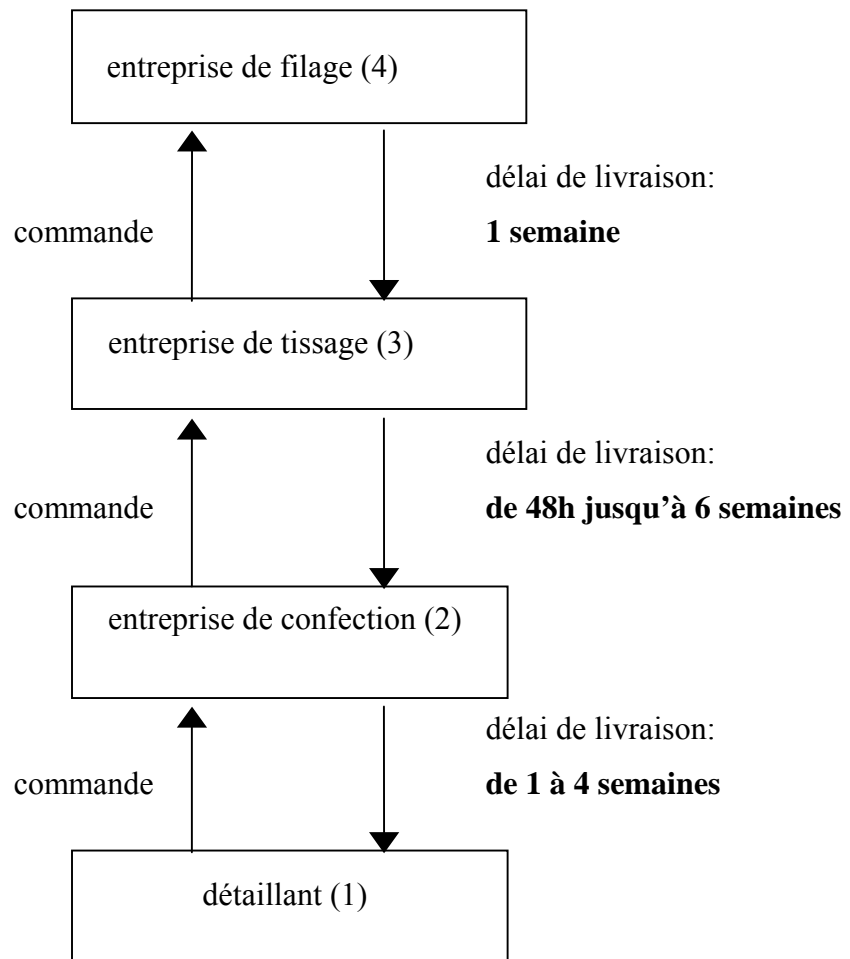 entreprise de filage (4)
délai de livraison:
commande
1 semaine
entreprise de tissage (3)
délai de livraison:
commande
de 48h jusqu’à 6 semaines
entreprise de confection (2)
délai de livraison:
commande
de 1 à 4 semaines
détaillant (1)